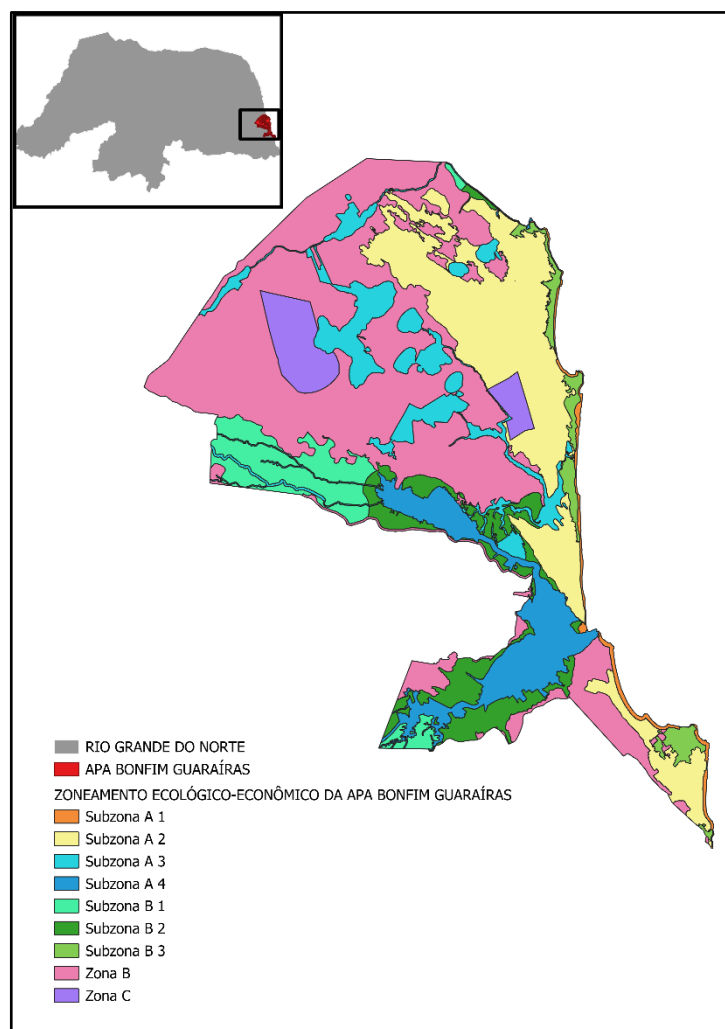 RIO GRANDE DO NORTE
APA BONFIM GUARAÍRAS
ZONEAMENTO ECOLÓGICO-ECONÔMICO DA APA BONFIM GUARAÍRAS
Subzona A 1
Subzona A 2
Subzona A 3
Subzona A 4
Subzona B 1
Subzona B 2
Subzona B 3
Zona B
Zona C